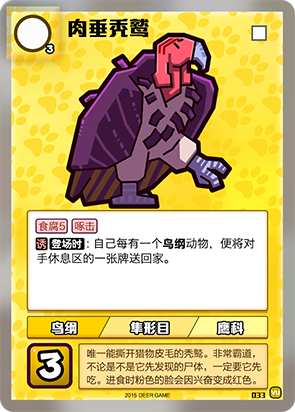 肉垂秃鹫
3
食腐5 啄击
诱 登场时：自己每有一个鸟纲动物，便将对
手休息区的一张牌送回家。
鸟纲 隼形目 鹰科
3
唯一能撕开猎物皮毛的秃鹫。非常霸道，
不论是不是它先发现的尸体，一定要它先
吃。进食时粉色的脸会因兴奋变成红色。
2015 DEER GAME
033 VU